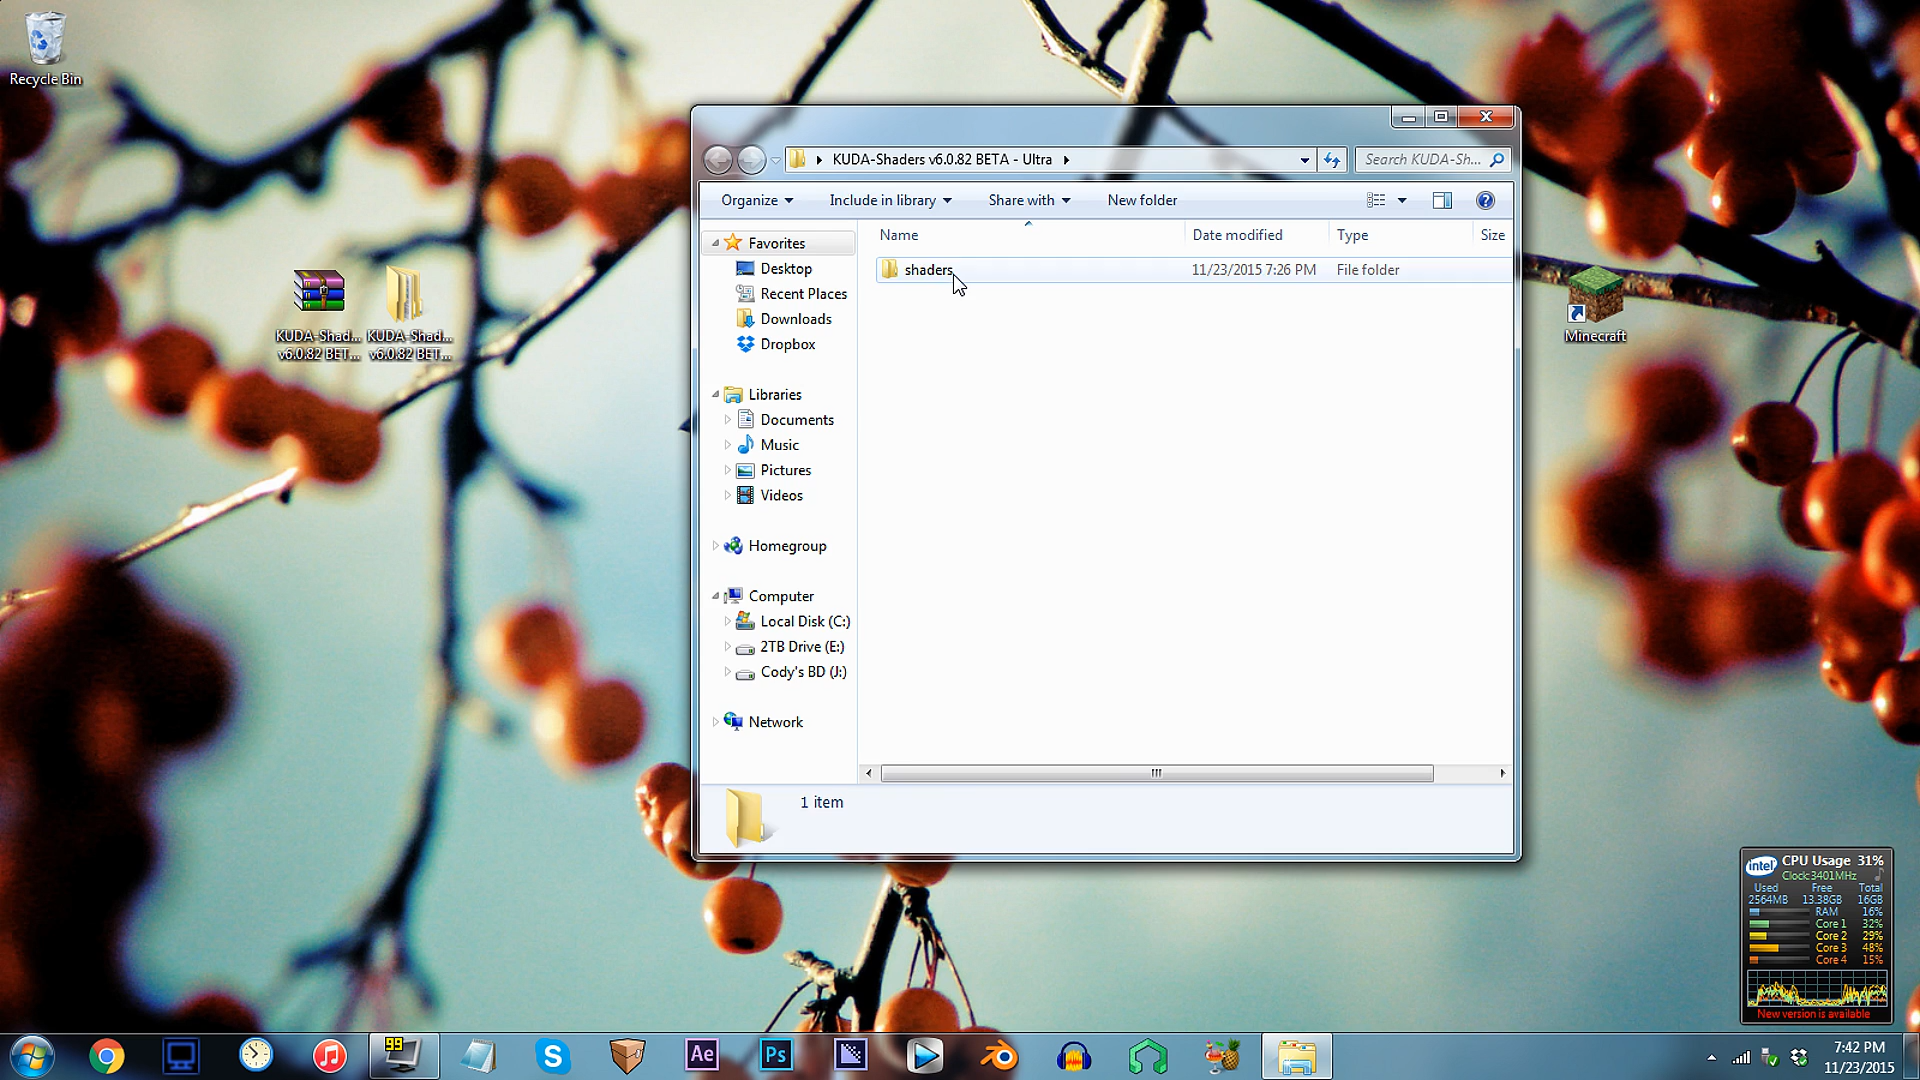 Recycle Bin
KUDA-Shad... v6.0.82 BET...
KUDA-Shad... v6.0.82 BET...
KUDA-Shaders v6.0.82 BETA - Ultra
Search KUDA-Sh...
Organize
Include in library
Share with
New folder
Name
Date modified
Type
Size
Favorites
Desktop
Recent Places
Downloads
Dropbox
Libraries
Documents
Music
Pictures
Videos
Homegroup
Computer
Local Disk (C:)
2TB Drive (E:)
Cody's BD (J:)
Network
shaders
11/23/2015 7:26 PM
File folder
1 item
Minecraft
intel
CPU Usage 31%
Clock:3401MHz
Used Free Total
2564MB 13.38GB 16GB
RAM 16%
Core 1 32%
Core 2 29%
Core 3 48%
Core 4 15%
New version is available
99
Ae
Ps
7:42 PM
11/23/2015